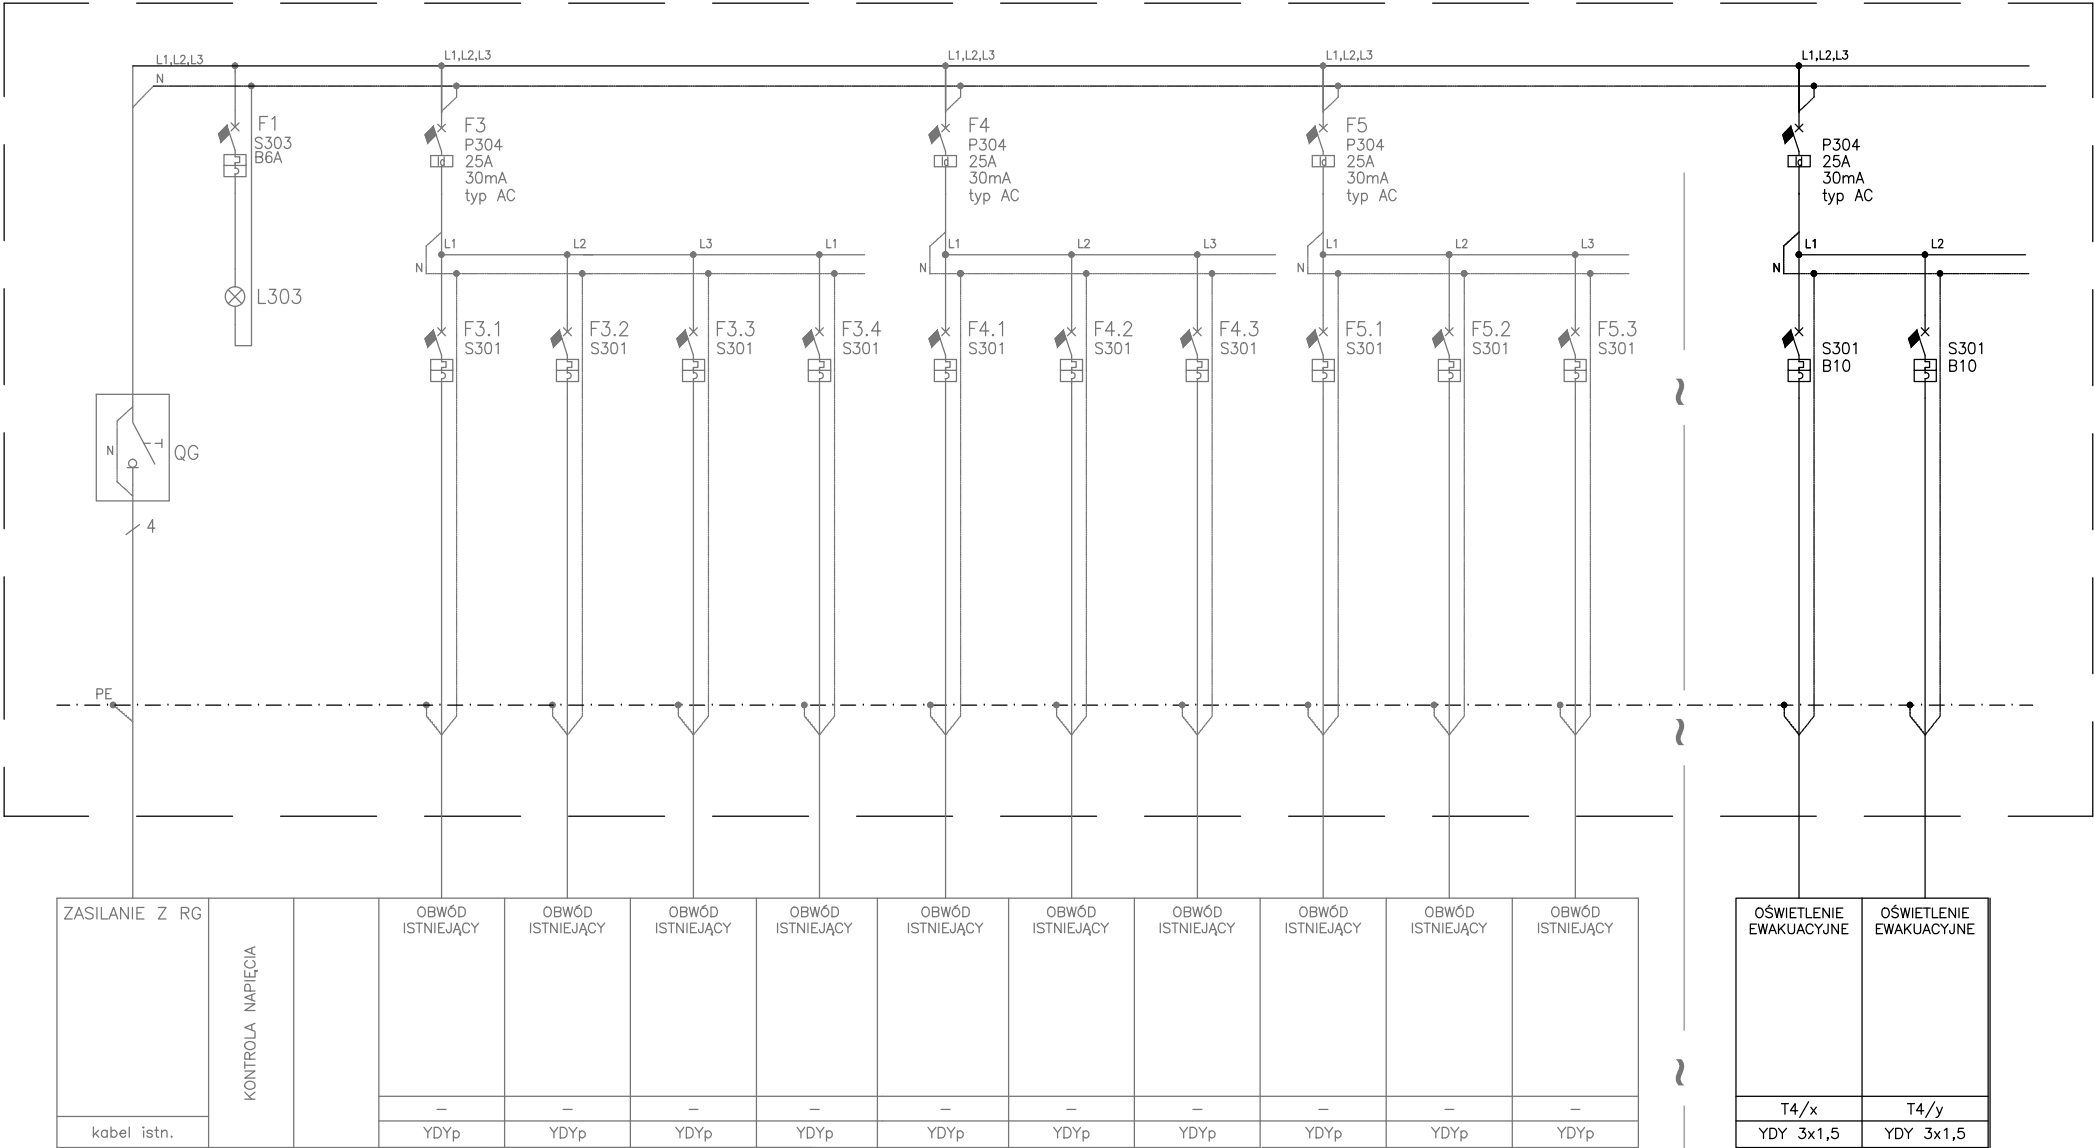 L1,L2,L3
L1,L2,L3
L1,L2,L3
L1,L2,L3
L1,L2,L3
N
F1
S303
B6A
F3
P304
25A
30mA
typ AC
F4
P304
25A
30mA
typ AC
F5
P304
25A
30mA
typ AC
P304
25A
30mA
typ AC
L1
L2
L3
L1
L1
L2
L3
L1
L2
L3
L1
L2
N
N
N
N
L303
F3.1
S301
F3.2
S301
F3.3
S301
F3.4
S301
F4.1
S301
F4.2
S301
F4.3
S301
F5.1
S301
F5.2
S301
F5.3
S301
S301
B10
S301
B10
N
QG
4
PE
ZASILANIE Z RG
kabel istn.
KONTROLA NAPIĘCIA
OBWÓD
ISTNIEJĄCY
–
YDYp
OBWÓD
ISTNIEJĄCY
–
YDYp
OBWÓD
ISTNIEJĄCY
–
YDYp
OBWÓD
ISTNIEJĄCY
–
YDYp
OBWÓD
ISTNIEJĄCY
–
YDYp
OBWÓD
ISTNIEJĄCY
–
YDYp
OBWÓD
ISTNIEJĄCY
–
YDYp
OBWÓD
ISTNIEJĄCY
–
YDYp
OBWÓD
ISTNIEJĄCY
–
YDYp
OBWÓD
ISTNIEJĄCY
–
YDYp
OŚWIETLENIE
EWAKUACYJNE
T4/x
YDY 3x1,5
OŚWIETLENIE
EWAKUACYJNE
T4/y
YDY 3x1,5